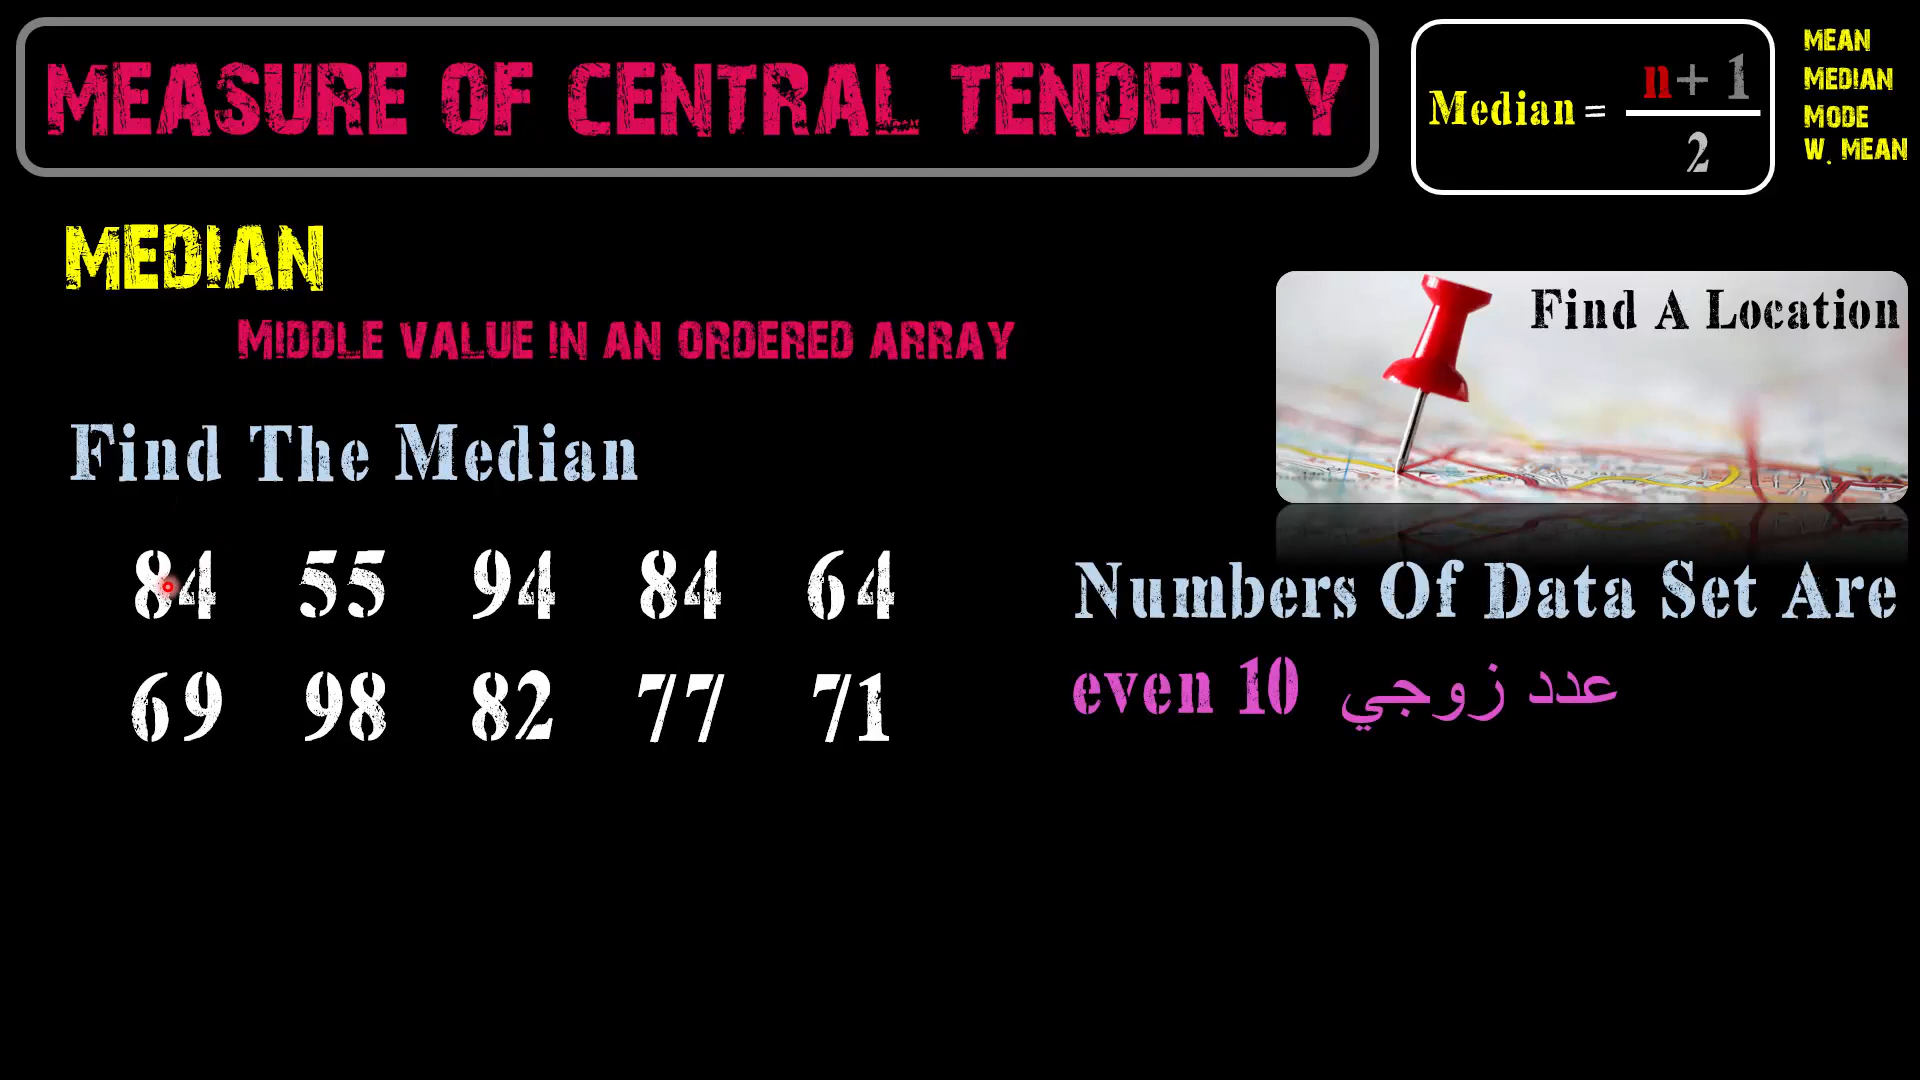 MEASURE OF CENTRAL TENDENCY
Median = n + 1 / 2
MEAN
MEDIAN
MODE
W. MEAN
MEDIAN
MIDDLE VALUE IN AN ORDERED ARRAY
Find A Location
Find The Median
84 55 94 84 64
69 98 82 77 71
Numbers Of Data Set Are
even 10 عدد زوجي